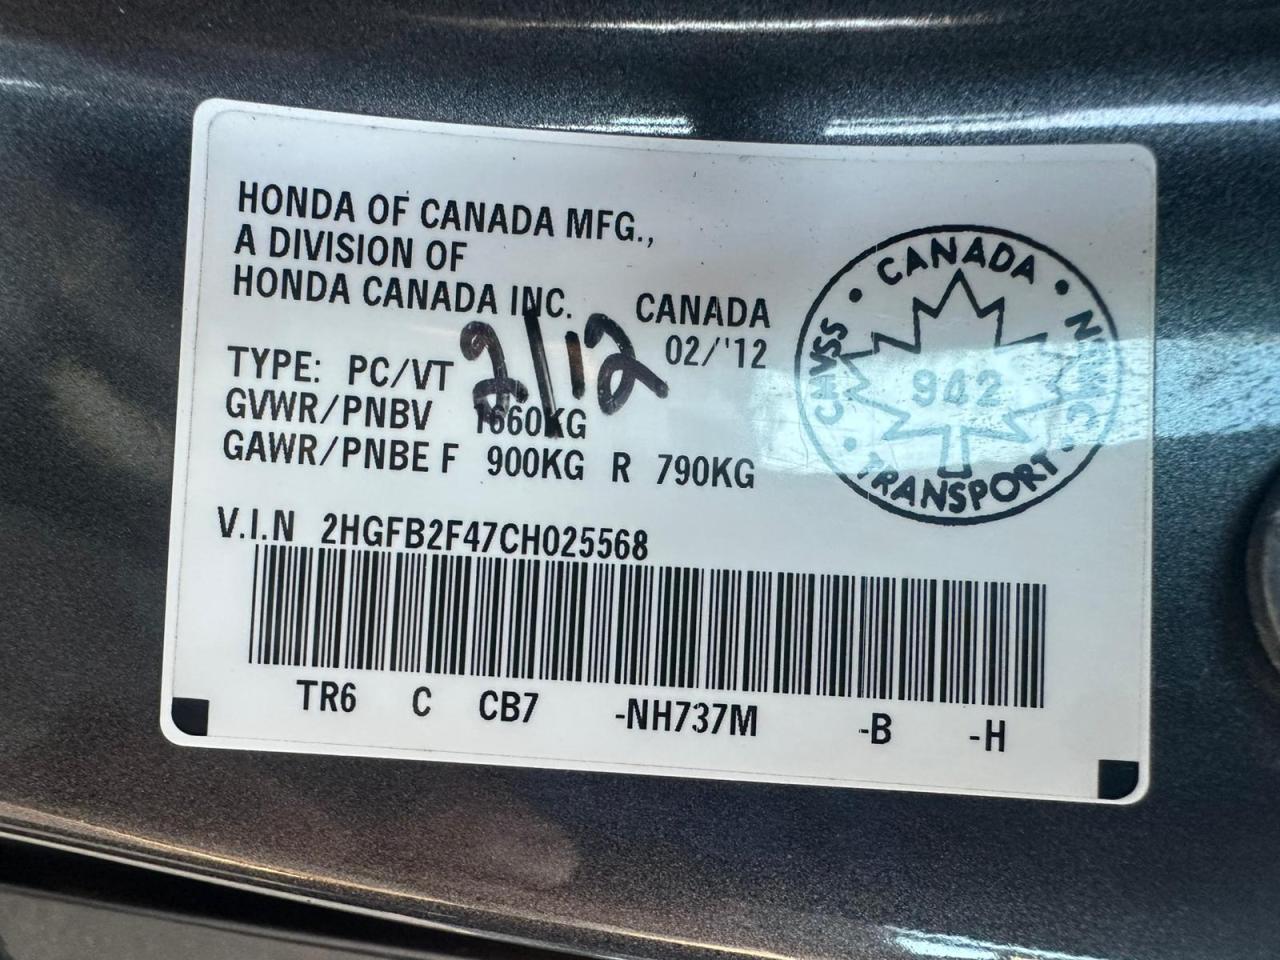 HONDA OF CANADA MFG.,
A DIVISION OF
HONDA CANADA INC.
CANADA
02/'12
2/12
TYPE: PC/VT
GVWR/PNBV 1660KG
GAWR/PNBE F 900KG R 790KG
V.I.N 2HGFB2F47CH025568
TR6 C CB7 -NH737M -B -H
CANADA
CMVSS
942
NSVAC
TRANSPORT